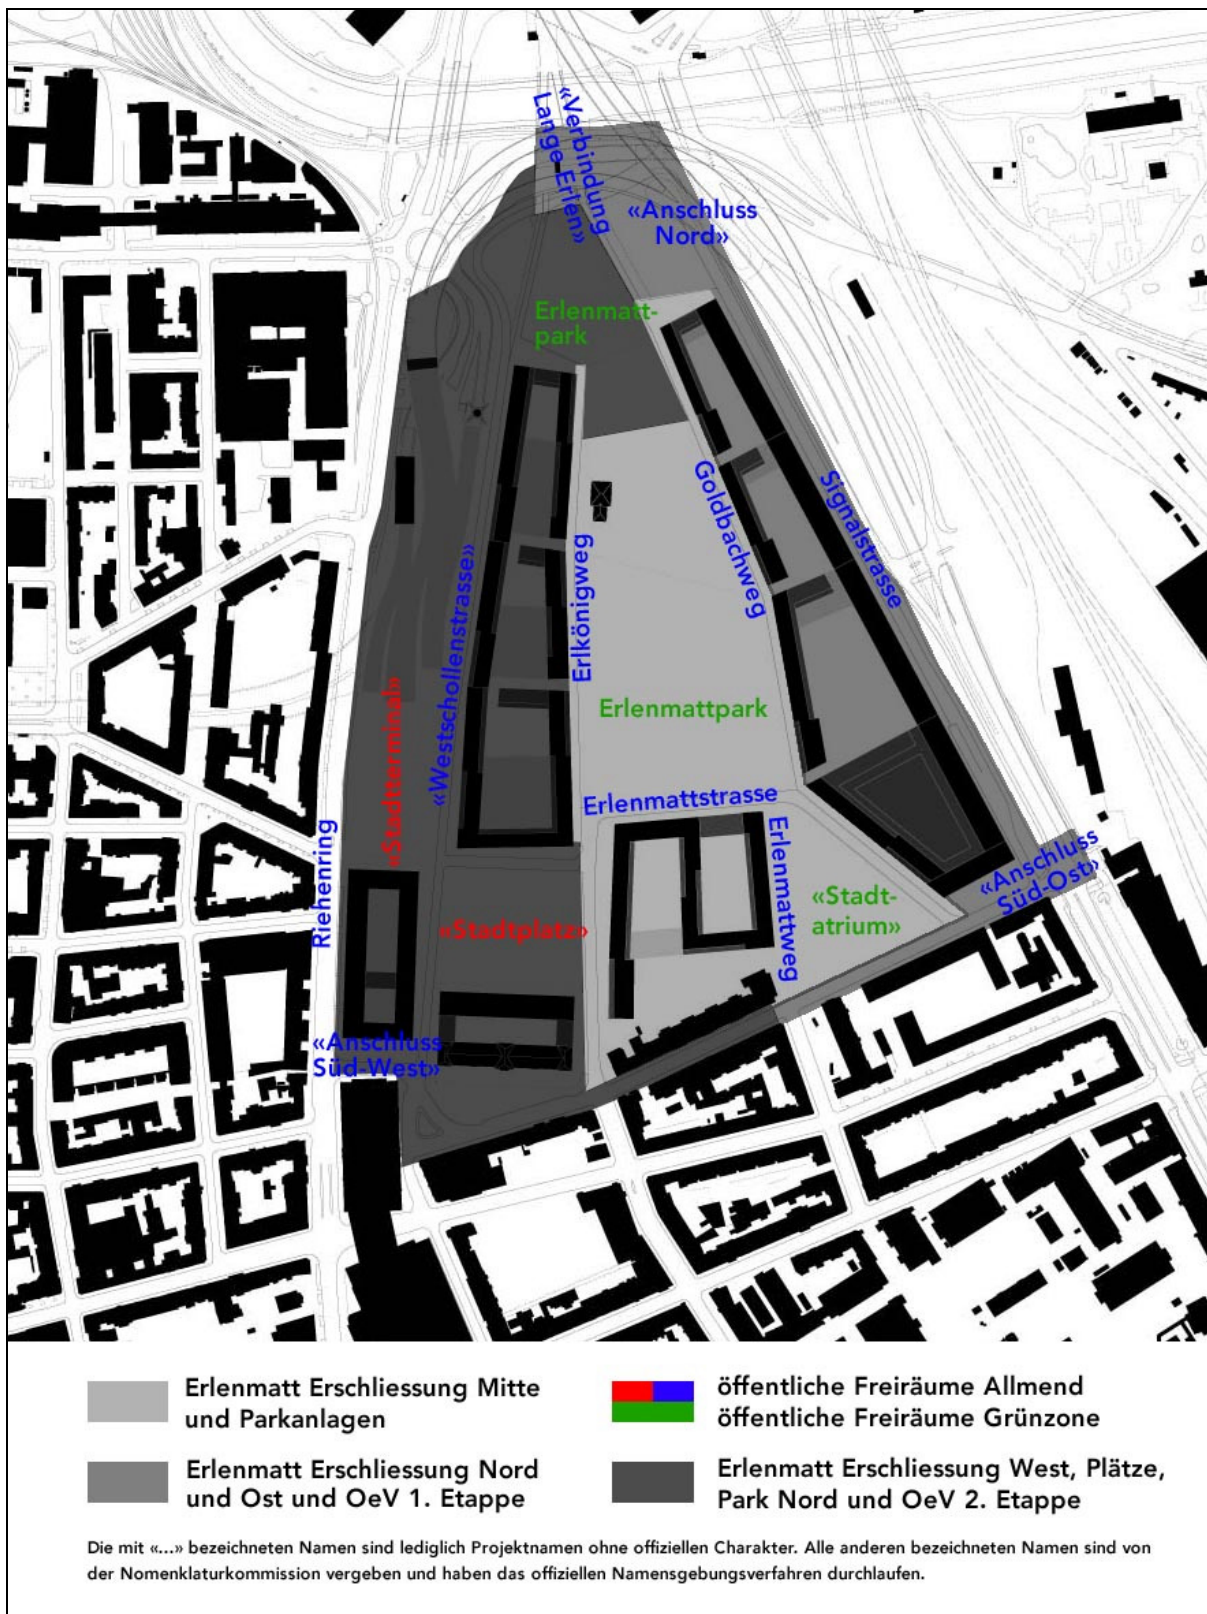 «Verbindung
Lange Erlen»
«Anschluss
Nord»
Erlenmatt-
park
Goldbachweg
Signalstrasse
Erlkönigweg
«Westschollenstrasse»
«Stadtterminal»
Erlenmattpark
Erlenmattstrasse
Riehenring
Erlenmattweg
«Anschluss
Süd-Ost»
«Stadt-
atrium»
«Stadtplatz»
«Anschluss
Süd-West»
Erlenmatt Erschliessung Mitte
und Parkanlagen
öffentliche Freiräume Allmend
öffentliche Freiräume Grünzone
Erlenmatt Erschliessung Nord
und Ost und OeV 1. Etappe
Erlenmatt Erschliessung West, Plätze,
Park Nord und OeV 2. Etappe
Die mit «...» bezeichneten Namen sind lediglich Projektnamen ohne offiziellen Charakter. Alle anderen bezeichneten Namen sind von
der Nomenklaturkommission vergeben und haben das offiziellen Namensgebungsverfahren durchlaufen.